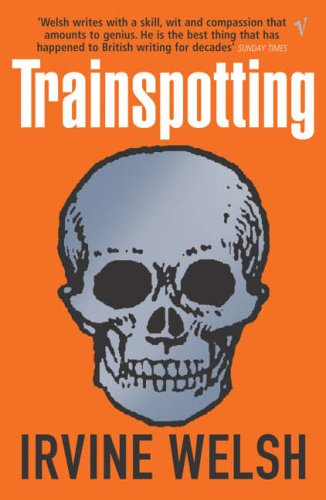 ‘Welsh writes with a skill, wit and compassion that
amounts to genius. He is the best thing that has
happened to British writing for decades’ SUNDAY TIMES
Trainspotting
IRVINE WELSH